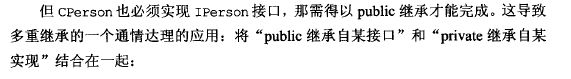 但 CPerson 也必须实现 IPerson 接口，那需得以 public 继承才能完成。这导致
多重继承的一个通情达理的应用：将“public 继承自某接口”和“private 继承自某
实现”结合在一起：